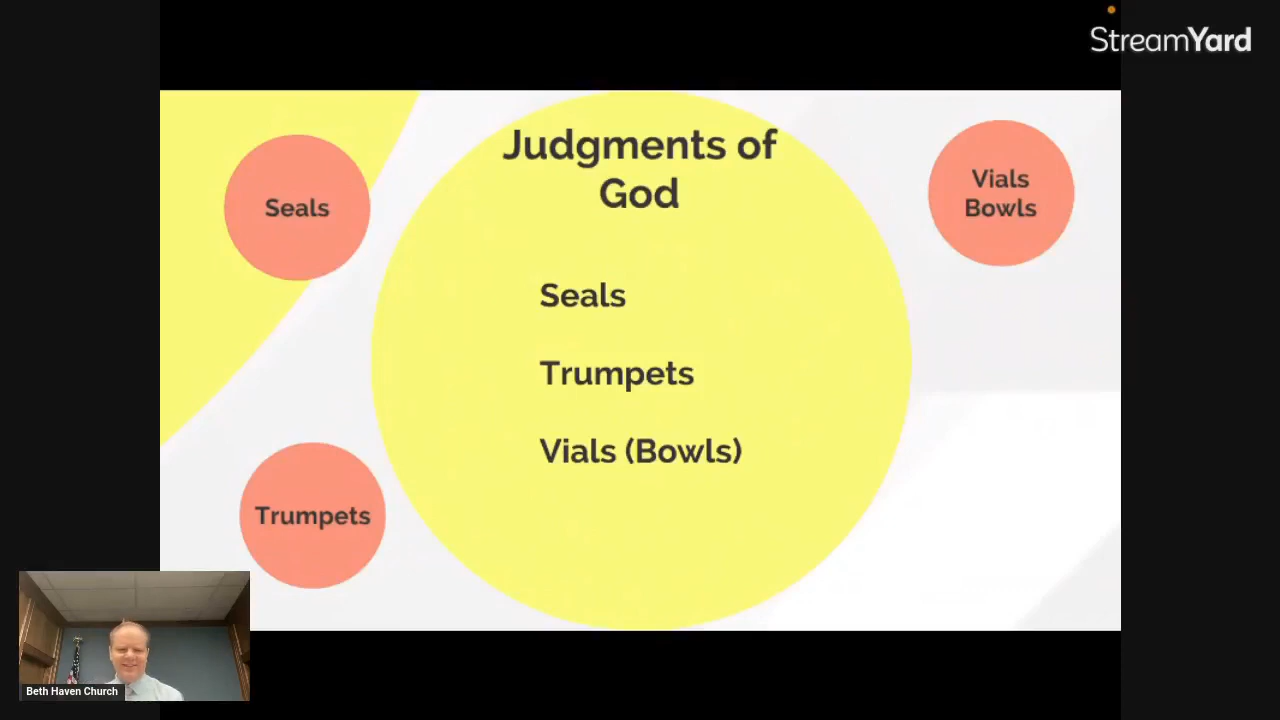 StreamYard
Judgments of
God
Seals
Vials
Bowls
Seals
Trumpets
Vials (Bowls)
Trumpets
Beth Haven Church